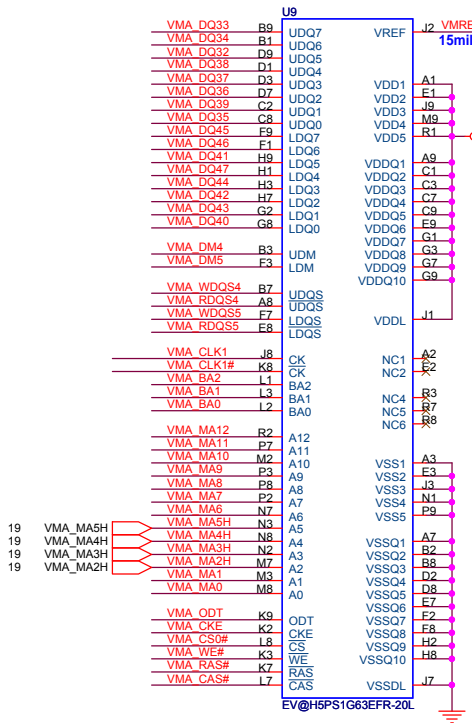 U9
VMA_DQ33 B9 UDQ7 VREF J2 VMRE
VMA_DQ34 B1 UDQ6 15mil
VMA_DQ32 D9 UDQ5
VMA_DQ38 D1 UDQ4
VMA_DQ37 D3 UDQ3 VDD1 A1
VMA_DQ36 D7 UDQ2 VDD2 E1
VMA_DQ39 C2 UDQ1 VDD3 J9
VMA_DQ35 C8 UDQ0 VDD4 M9
VMA_DQ45 F9 LDQ7 VDD5 R1
VMA_DQ46 F1 LDQ6
VMA_DQ41 H9 LDQ5 VDDQ1 A9
VMA_DQ47 H1 LDQ4 VDDQ2 C1
VMA_DQ44 H3 LDQ3 VDDQ3 C3
VMA_DQ42 H7 LDQ2 VDDQ4 C7
VMA_DQ43 G2 LDQ1 VDDQ5 C9
VMA_DQ40 G8 LDQ0 VDDQ6 E9
VDDQ7 G1
VMA_DM4 B3 UDM VDDQ8 G3
VMA_DM5 F3 LDM VDDQ9 G7
VDDQ10 G9
VMA_WDQS4 B7 UDQS
VMA_RDQS4 A8 UDQS
VMA_WDQS5 F7 LDQS VDDL J1
VMA_RDQS5 E8 LDQS
VMA_CLK1 J8 CK NC1 A2
VMA_CLK1# K8 CK NC2 E2
VMA_BA2 L1 BA2
VMA_BA1 L3 BA1 NC4 R3
VMA_BA0 L2 BA0 NC5 R7
NC6 R8
VMA_MA12 R2 A12
VMA_MA11 P7 A11
VMA_MA10 M2 A10 VSS1 A3
VMA_MA9 P3 A9 VSS2 E3
VMA_MA8 P8 A8 VSS3 J3
VMA_MA7 P2 A7 VSS4 N1
VMA_MA6 N7 A6 VSS5 P9
19 VMA_MA5H VMA_MA5H N3 A5
19 VMA_MA4H VMA_MA4H N8 A4 VSSQ1 A7
19 VMA_MA3H VMA_MA3H N2 A3 VSSQ2 B2
19 VMA_MA2H VMA_MA2H M7 A2 VSSQ3 B8
VMA_MA1 M3 A1 VSSQ4 D2
VMA_MA0 M8 A0 VSSQ5 D8
VSSQ6 E7
VMA_ODT K9 ODT VSSQ7 F2
VMA_CKE K2 CKE VSSQ8 F8
VMA_CS0# L8 CS VSSQ9 H2
VMA_WE# K3 WE VSSQ10 H8
VMA_RAS# K7 RAS
VMA_CAS# L7 CAS VSSDL J7
EV@H5PS1G63EFR-20L